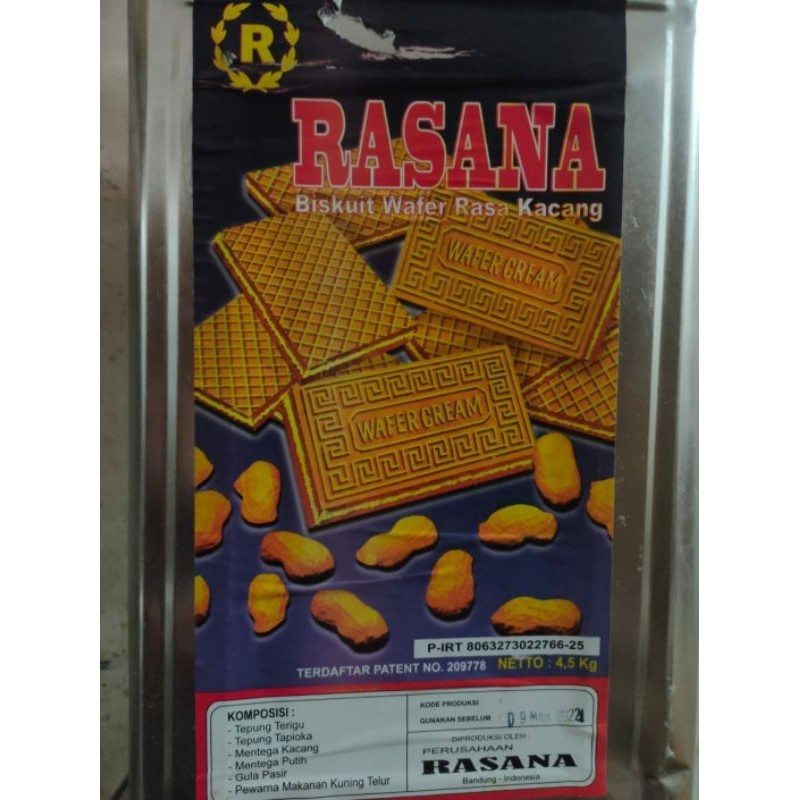 R
RASANA
Biskuit Wafer Rasa Kacang
WAFER CREAM
WAFER CREAM
P-IRT 8063273022766-25
TERDAFTAR PATENT NO. 209778 NETTO : 4,5 Kg
KOMPOSISI :
- Tepung Terigu
- Tepung Tapioka
- Mentega Kacang
- Mentega Putih
- Gula Pasir
- Pewarna Makanan Kuning Telur
KODE PRODUKSI :
GUNAKAN SEBELUM : 09
DIPRODUKSI OLEH :
PERUSAHAAN
RASANA
Bandung - Indonesia